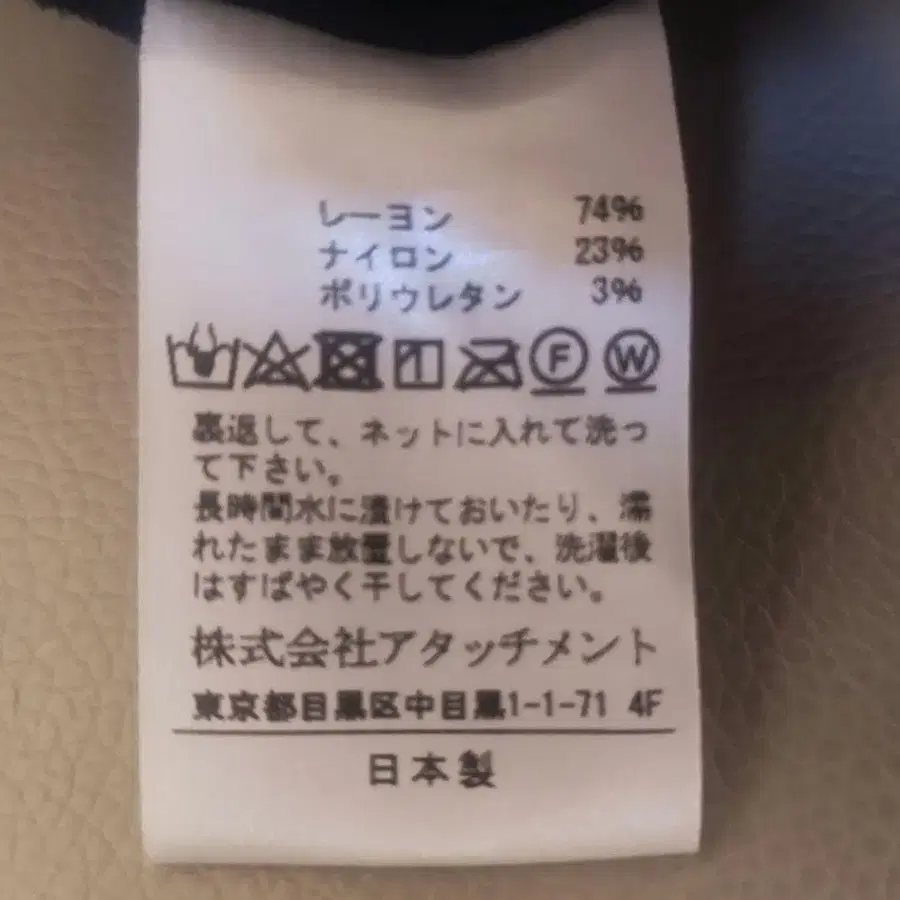 レーヨン 74%
ナイロン 23%
ポリウレタン 3%
F W
裏返して、ネットに入れて洗っ
て下さい。
長時間水に漬けておいたり、濡
れたまま放置しないで、洗濯後
はすばやく干してください。
株式会社アタッチメント
東京都目黒区中目黒1-1-71 4F
日本製